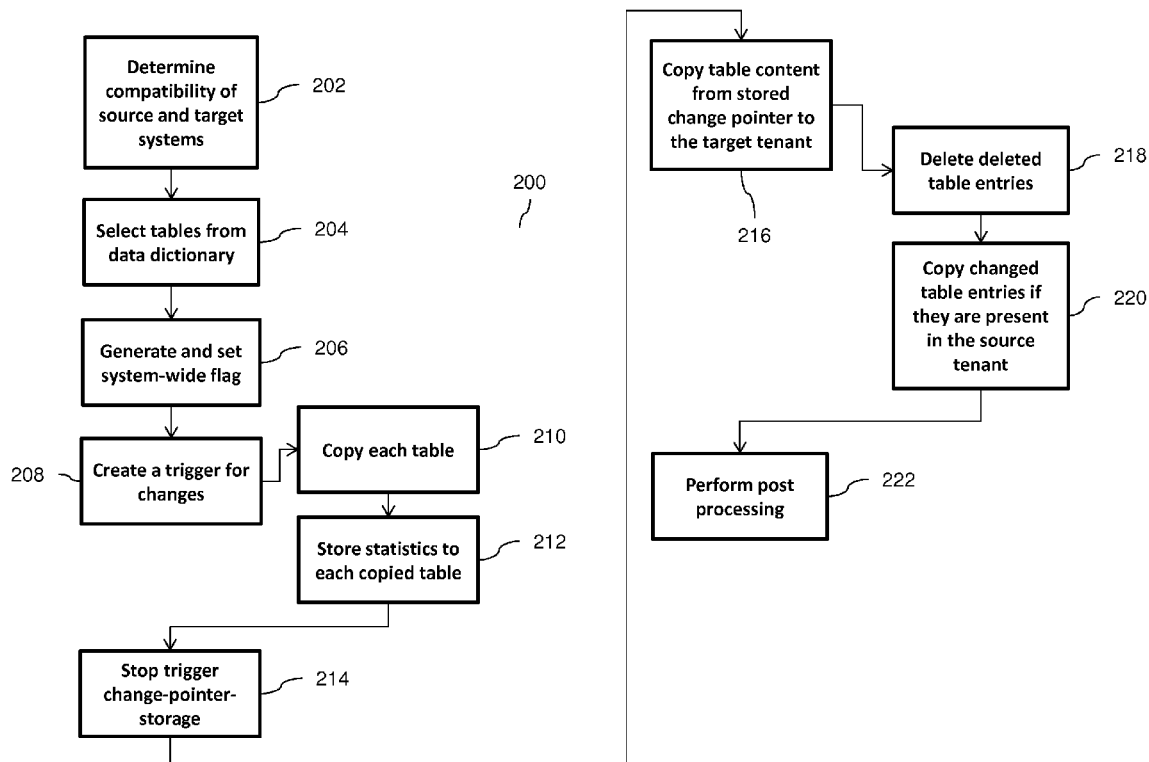 Determine
compatibility of
source and target
systems
202
Select tables from
data dictionary
204
200
Generate and set
system-wide flag
206
208
Create a trigger for
changes
Copy each table
210
Store statistics to
each copied table
212
Stop trigger
change-pointer-
storage
214
Copy table content
from stored
change pointer to
the target tenant
216
Delete deleted
table entries
218
Copy changed
table entries if
they are present
in the source
tenant
220
Perform post
processing
222